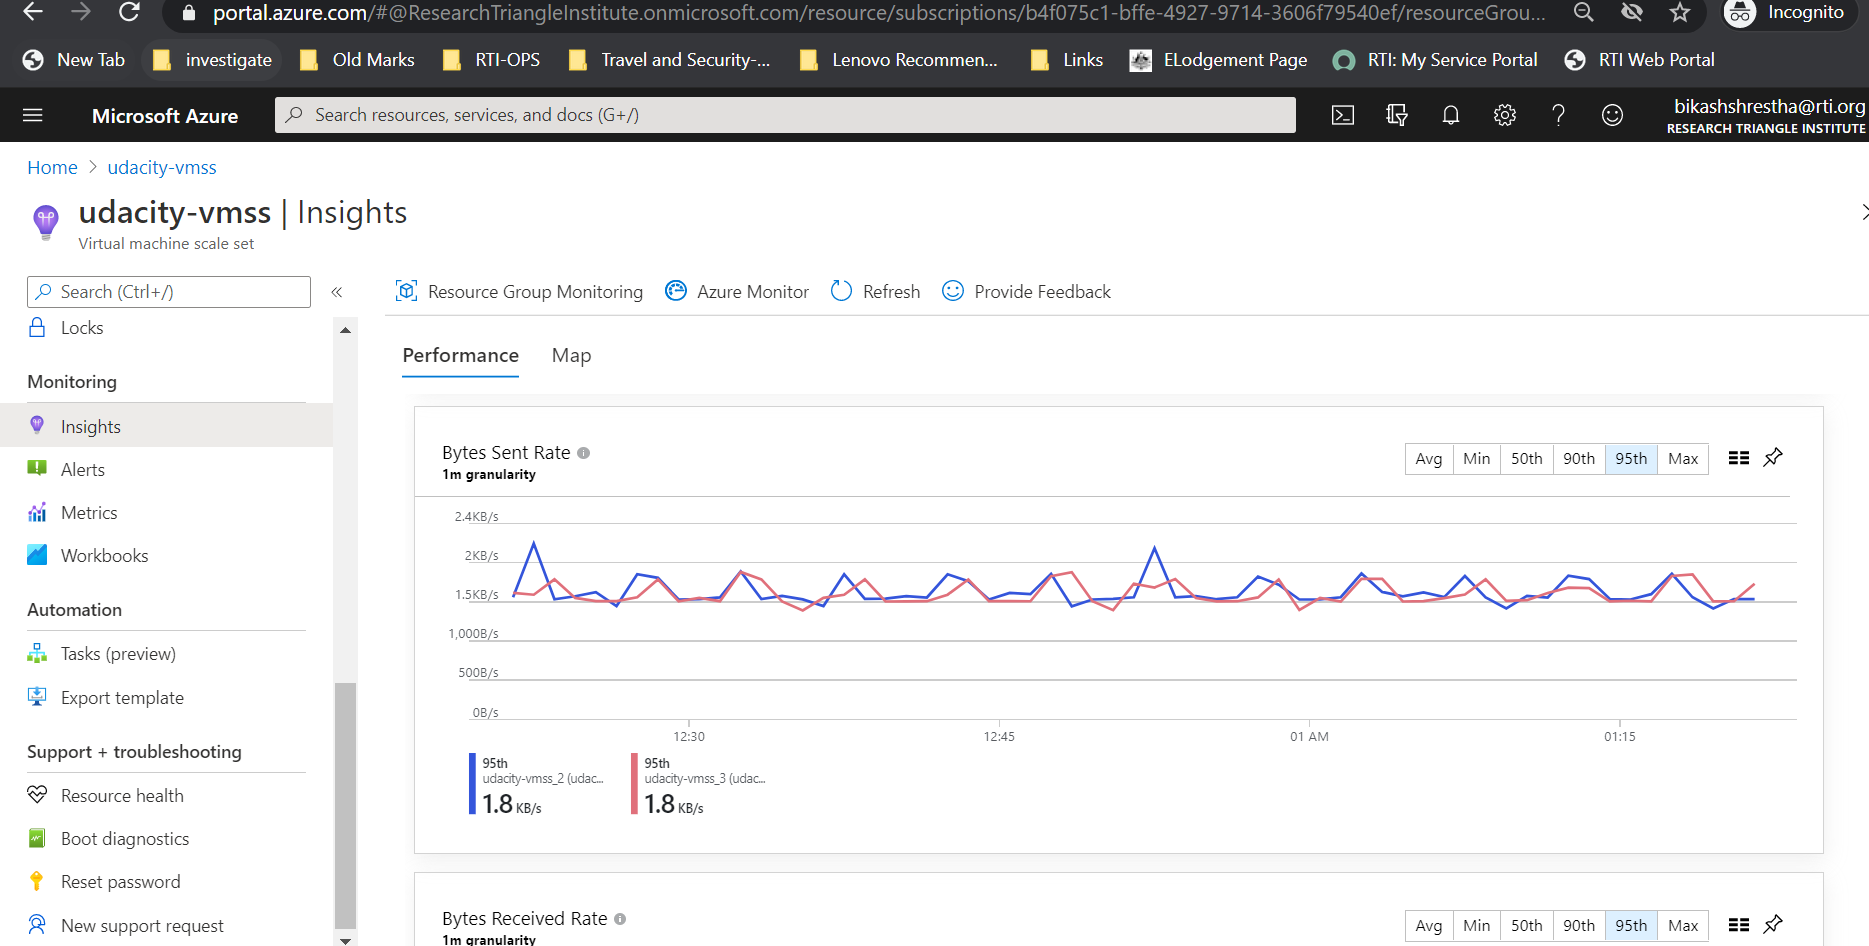 portal.azure.com/#@ResearchTriangleInstitute.onmicrosoft.com/resource/subscriptions/b4f075c1-bffe-4927-9714-3606f79540ef/resourceGrou... Incognito
New Tab investigate Old Marks RTI-OPS Travel and Security-... Lenovo Recommen... Links ELodgement Page RTI: My Service Portal RTI Web Portal
Microsoft Azure Search resources, services, and docs (G+/) bikashshrestha@rti.org
RESEARCH TRIANGLE INSTITUTE
Home > udacity-vmss
udacity-vmss | Insights
Virtual machine scale set
Search (Ctrl+/) «
Resource Group Monitoring Azure Monitor Refresh Provide Feedback
Locks
Monitoring
Insights
Alerts
Metrics
Workbooks
Automation
Tasks (preview)
Export template
Support + troubleshooting
Resource health
Boot diagnostics
Reset password
New support request
Performance Map
Bytes Sent Rate
1m granularity
Avg Min 50th 90th 95th Max
2.4KB/s
2KB/s
1.5KB/s
1,000B/s
500B/s
0B/s
12:30 12:45 01 AM 01:15
95th
udacity-vmss_2 (udac...
1.8 KB/s
95th
udacity-vmss_3 (udac...
1.8 KB/s
Bytes Received Rate
1m granularity
Avg Min 50th 90th 95th Max